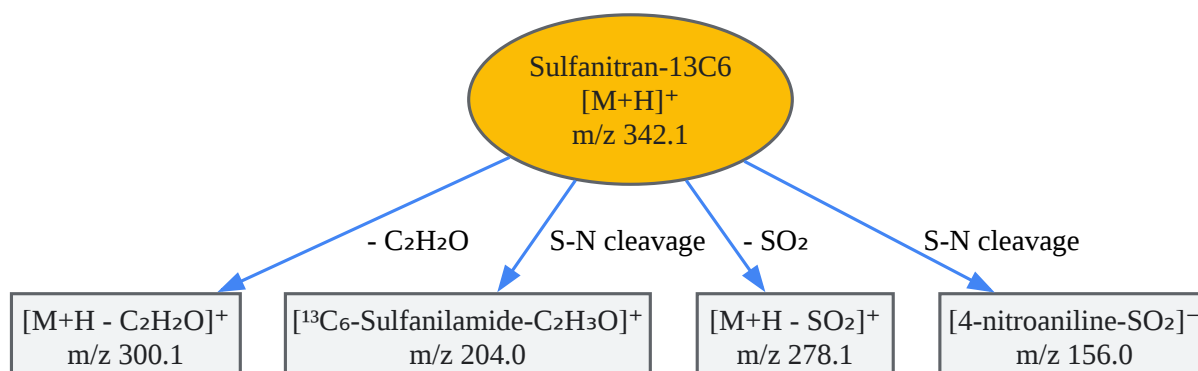 Sulfanitran-13C6
[M+H]⁺
m/z 342.1
- C₂H₂O
S-N cleavage
- SO₂
S-N cleavage
[M+H - C₂H₂O]⁺
m/z 300.1
[¹³C₆-Sulfanilamide-C₂H₃O]⁺
m/z 204.0
[M+H - SO₂]⁺
m/z 278.1
[4-nitroaniline-SO₂]⁻
m/z 156.0